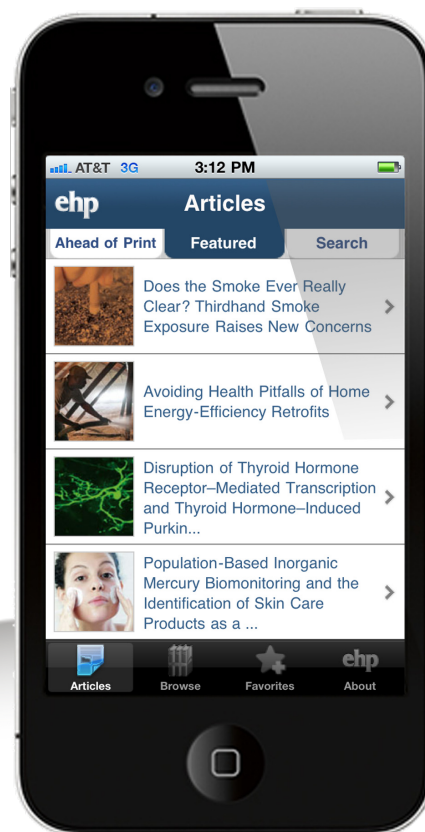 AT&T 3G 3:12 PM
ehp Articles
Ahead of Print Featured Search
Does the Smoke Ever Really
Clear? Thirdhand Smoke
Exposure Raises New Concerns
Avoiding Health Pitfalls of Home
Energy-Efficiency Retrofits
Disruption of Thyroid Hormone
Receptor–Mediated Transcription
and Thyroid Hormone–Induced
Purkin...
Population-Based Inorganic
Mercury Biomonitoring and the
Identification of Skin Care
Products as a ...
ehp
Articles Browse Favorites About